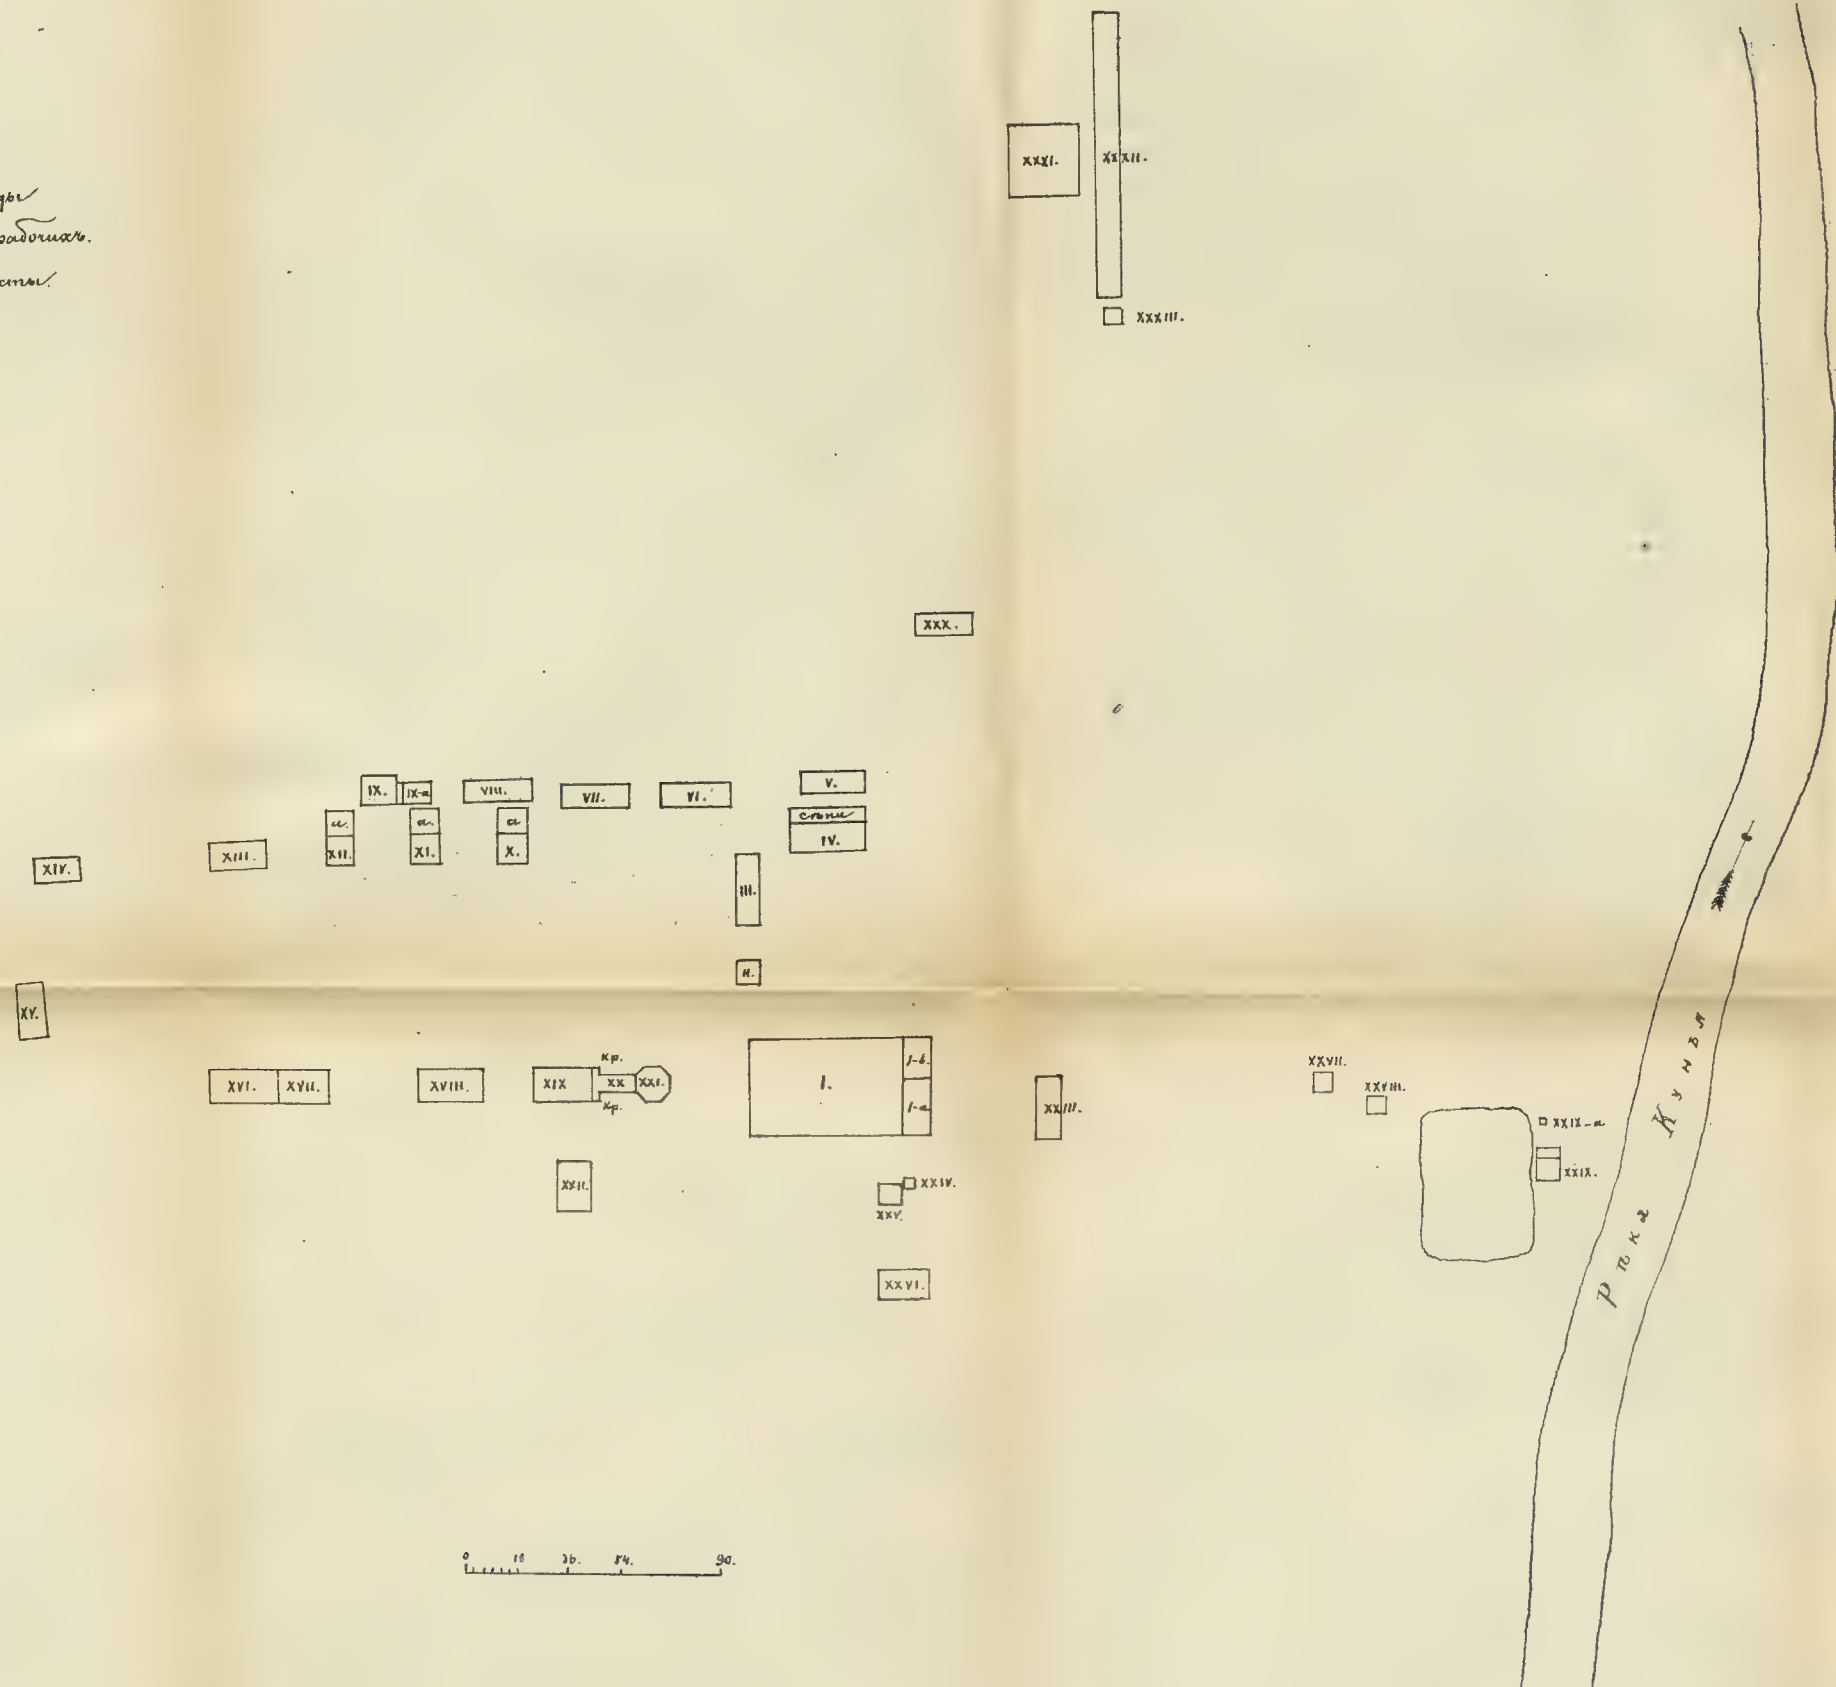 XXXI.
XXXII.
рабочихъ.
XXXIII.
XXX.
V.
IX.
IX-а
VIII.
VII.
VI.
сѣни
а.
а.
а
IV.
XIII.
XII.
XI.
X.
XIV.
III.
II.
XV.
I-б.
Кр.
XVI.
XVII.
XVIII.
XIX
XX
XXI.
I.
Кр.
I-а
XXIII.
XXVII.
XXVIII.
XXIX-а
XXIX.
Рѣка Кунья
XXII.
XXIV.
XXV.
XXVI.
0 18 36. 54. 90.